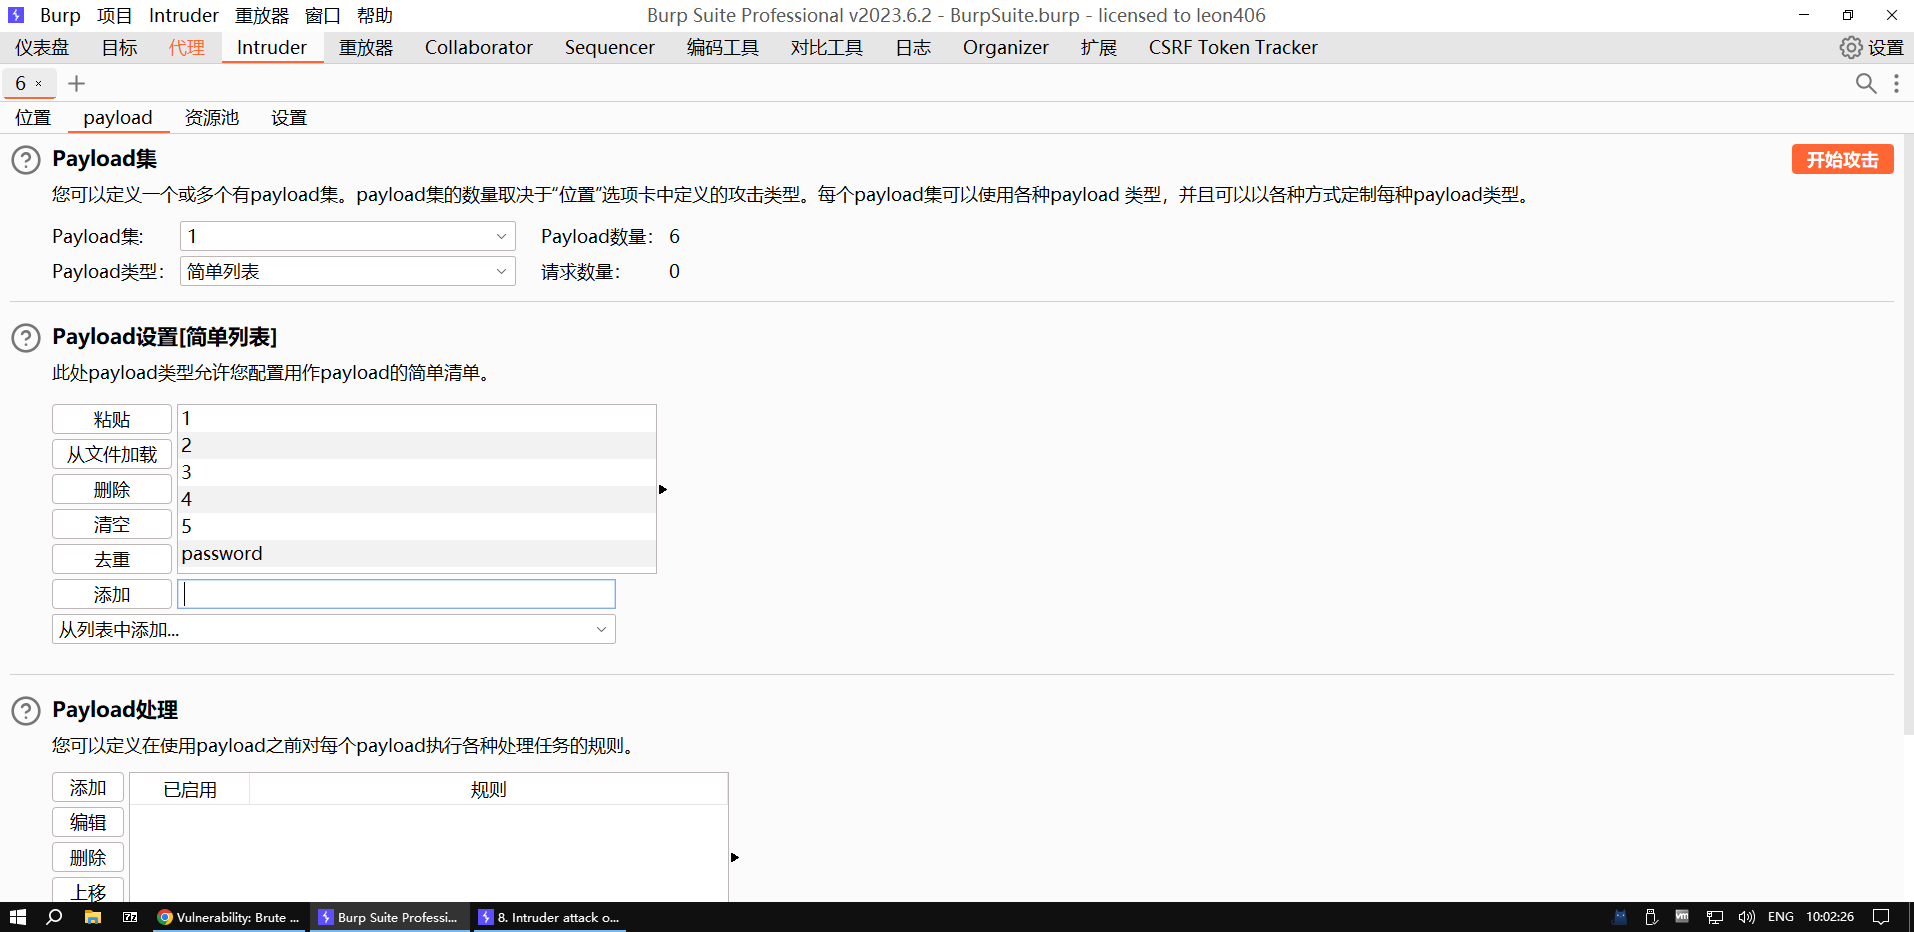 Burp 项目 Intruder 重放器 窗口 帮助 Burp Suite Professional v2023.6.2 - BurpSuite.burp - licensed to leon406
仪表盘 目标 代理 Intruder 重放器 Collaborator Sequencer 编码工具 对比工具 日志 Organizer 扩展 CSRF Token Tracker 设置
6 × +
位置 payload 资源池 设置
? Payload集 开始攻击
您可以定义一个或多个有payload集。payload集的数量取决于“位置”选项卡中定义的攻击类型。每个payload集可以使用各种payload 类型，并且可以以各种方式定制每种payload类型。
Payload集: 1 Payload数量： 6
Payload类型： 简单列表 请求数量： 0
? Payload设置[简单列表]
此处payload类型允许您配置用作payload的简单清单。
粘贴 1
2
从文件加载 3
删除 4
清空 5
去重 password
添加
从列表中添加...
? Payload处理
您可以定义在使用payload之前对每个payload执行各种处理任务的规则。
添加 已启用 规则
编辑
删除
上移
Vulnerability: Brute ... Burp Suite Professi... 8. Intruder attack o... vm ENG 10:02:26